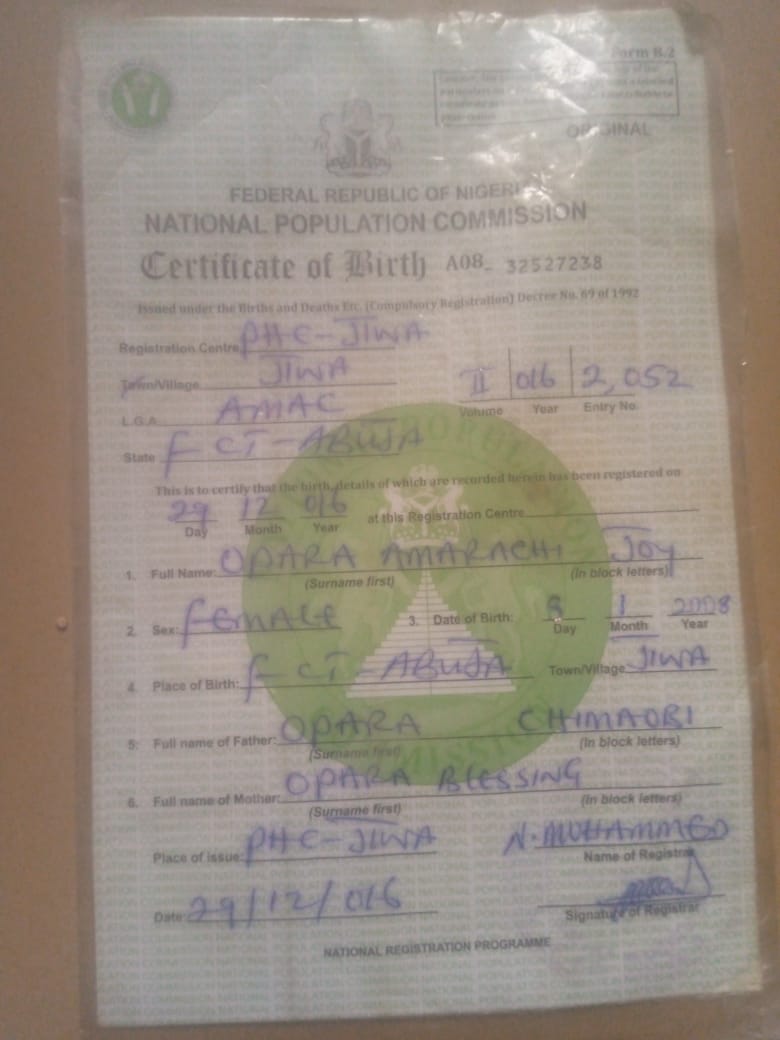 Form B.2
ORIGINAL
FEDERAL REPUBLIC OF NIGERIA
NATIONAL POPULATION COMMISSION
Certificate of Birth A08- 32527238
Issued under the Births and Deaths Etc. (Compulsory Registration) Decree No. 69 of 1992
Registration Centre PHC-JIWA
Town/Village JIWA
II 016 2,052
Volume Year Entry No.
L.G.A. AMAC
State FCT-ABUJA
This is to certify that the birth, details of which are recorded herein has been registered on
29 12 016 at this Registration Centre
Day Month Year
1. Full Name: OPARA AMARACHI JOY
(Surname first) (In block letters)
2. Sex: FEMALE 3. Date of Birth: 8 1 2008
Day Month Year
4. Place of Birth: FCT-ABUJA Town/Village JIWA
5. Full name of Father: OPARA CHIMAOBI
(Surname first) (In block letters)
6. Full name of Mother: OPARA BLESSING
(Surname first) (In block letters)
Place of issue: PHC-JIWA N. MUHAMMED
Name of Registrar
Date: 29/12/016
Signature of Registrar
NATIONAL REGISTRATION PROGRAMME